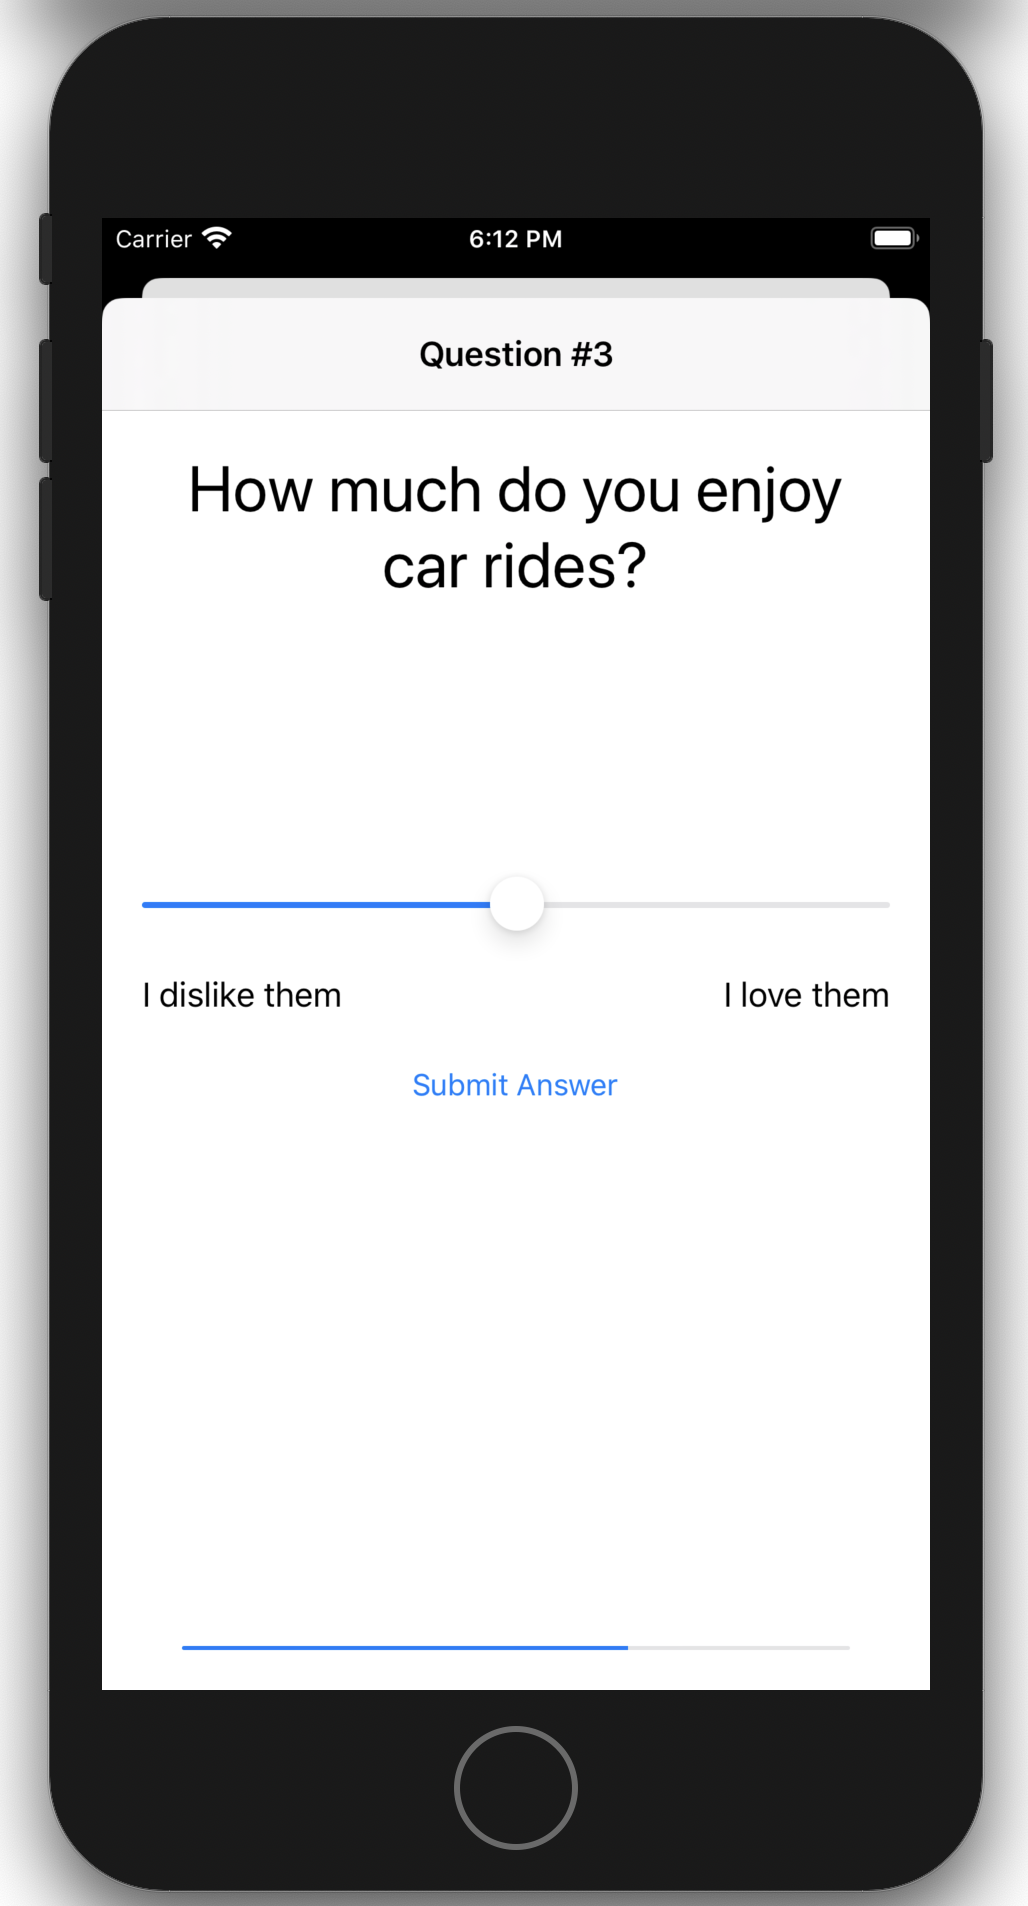 Carrier
6:12 PM
Question #3
How much do you enjoy
car rides?
I dislike them
I love them
Submit Answer